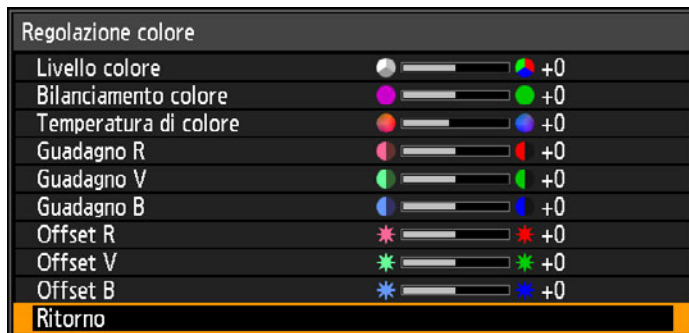 Regolazione colore
Livello colore +0
Bilanciamento colore +0
Temperatura di colore +0
Guadagno R +0
Guadagno V +0
Guadagno B +0
Offset R +0
Offset V +0
Offset B +0
Ritorno